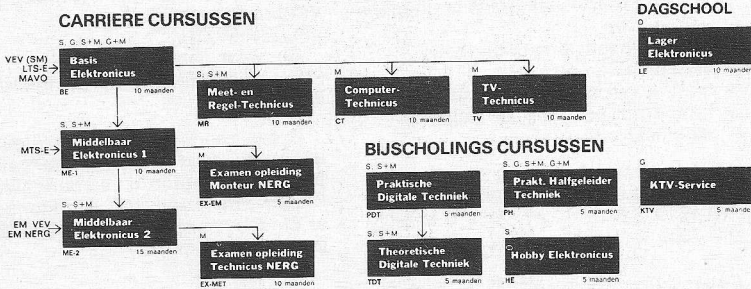 CARRIERE CURSUSSEN
DAGSCHOOL
S, G, S+M, G+M
VEV (SM)
LTS-E
MAVO
Basis
Elektronicus
BE 10 maanden
S, S+M
Meet- en
Regel-Technicus
MR 10 maanden
M
Computer-
Technicus
CT 10 maanden
M
TV-
Technicus
TV 10 maanden
D
Lager
Elektronicus
LE 10 maanden
S, S+M
MTS-E
Middelbaar
Elektronicus 1
ME-1 10 maanden
M
Examen opleiding
Monteur NERG
EX-EM 5 maanden
S, S+M
EM VEV
EM NERG
Middelbaar
Elektronicus 2
ME-2 15 maanden
M
Examen opleiding
Technicus NERG
EX-MET 10 maanden
BIJSCHOLINGS CURSUSSEN
S, S+M
Praktische
Digitale Techniek
PDT 5 maanden
S, G, S+M, G+M
Prakt. Halfgeleider
Techniek
PH 5 maanden
G
KTV-Service
KTV 5 maanden
S, S+M
Theoretische
Digitale Techniek
TDT 5 maanden
S
Hobby Elektronicus
HE 5 maanden